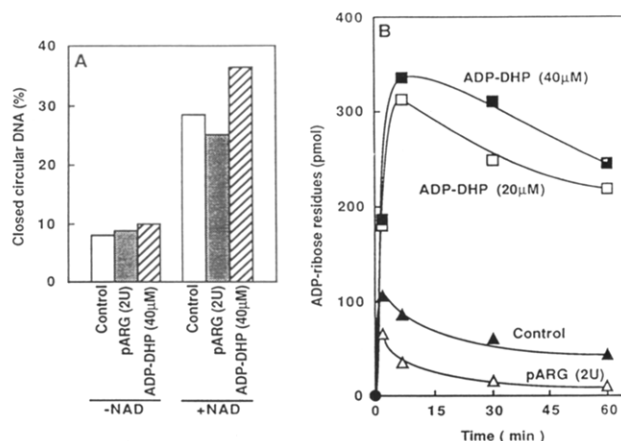 A
Closed circular DNA (%)
40
30
20
10
0
Control
pARG (2U)
ADP-DHP (40μM)
Control
pARG (2U)
ADP-DHP (40μM)
-NAD
+NAD
B
ADP-ribose residues (pmol)
400
300
200
100
0
ADP-DHP (40μM)
ADP-DHP (20μM)
Control
pARG (2U)
0
15
30
45
60
Time ( min )